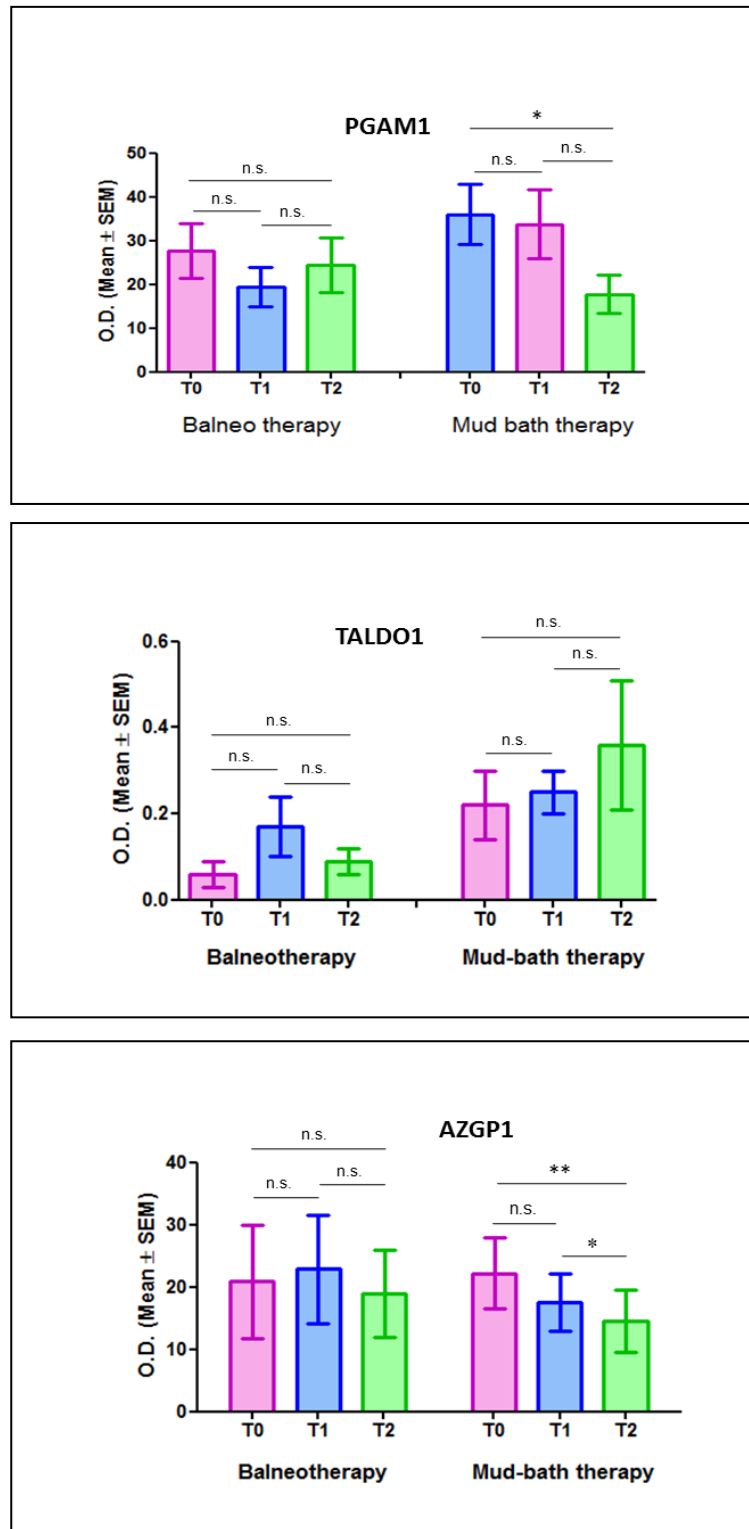 PGAM1
*
n.s.
n.s.
n.s.
n.s.
n.s.
O.D. (Mean ± SEM)
50
40
30
20
10
0
T0 T1 T2 T0 T1 T2
Balneo therapy Mud bath therapy
TALDO1
n.s.
n.s.
n.s.
n.s.
n.s.
n.s.
O.D. (Mean ± SEM)
0.6
0.4
0.2
0.0
T0 T1 T2 T0 T1 T2
Balneotherapy Mud-bath therapy
AZGP1
n.s.
**
n.s.
n.s.
n.s.
*
O.D. (Mean ± SEM)
40
30
20
10
0
T0 T1 T2 T0 T1 T2
Balneotherapy Mud-bath therapy